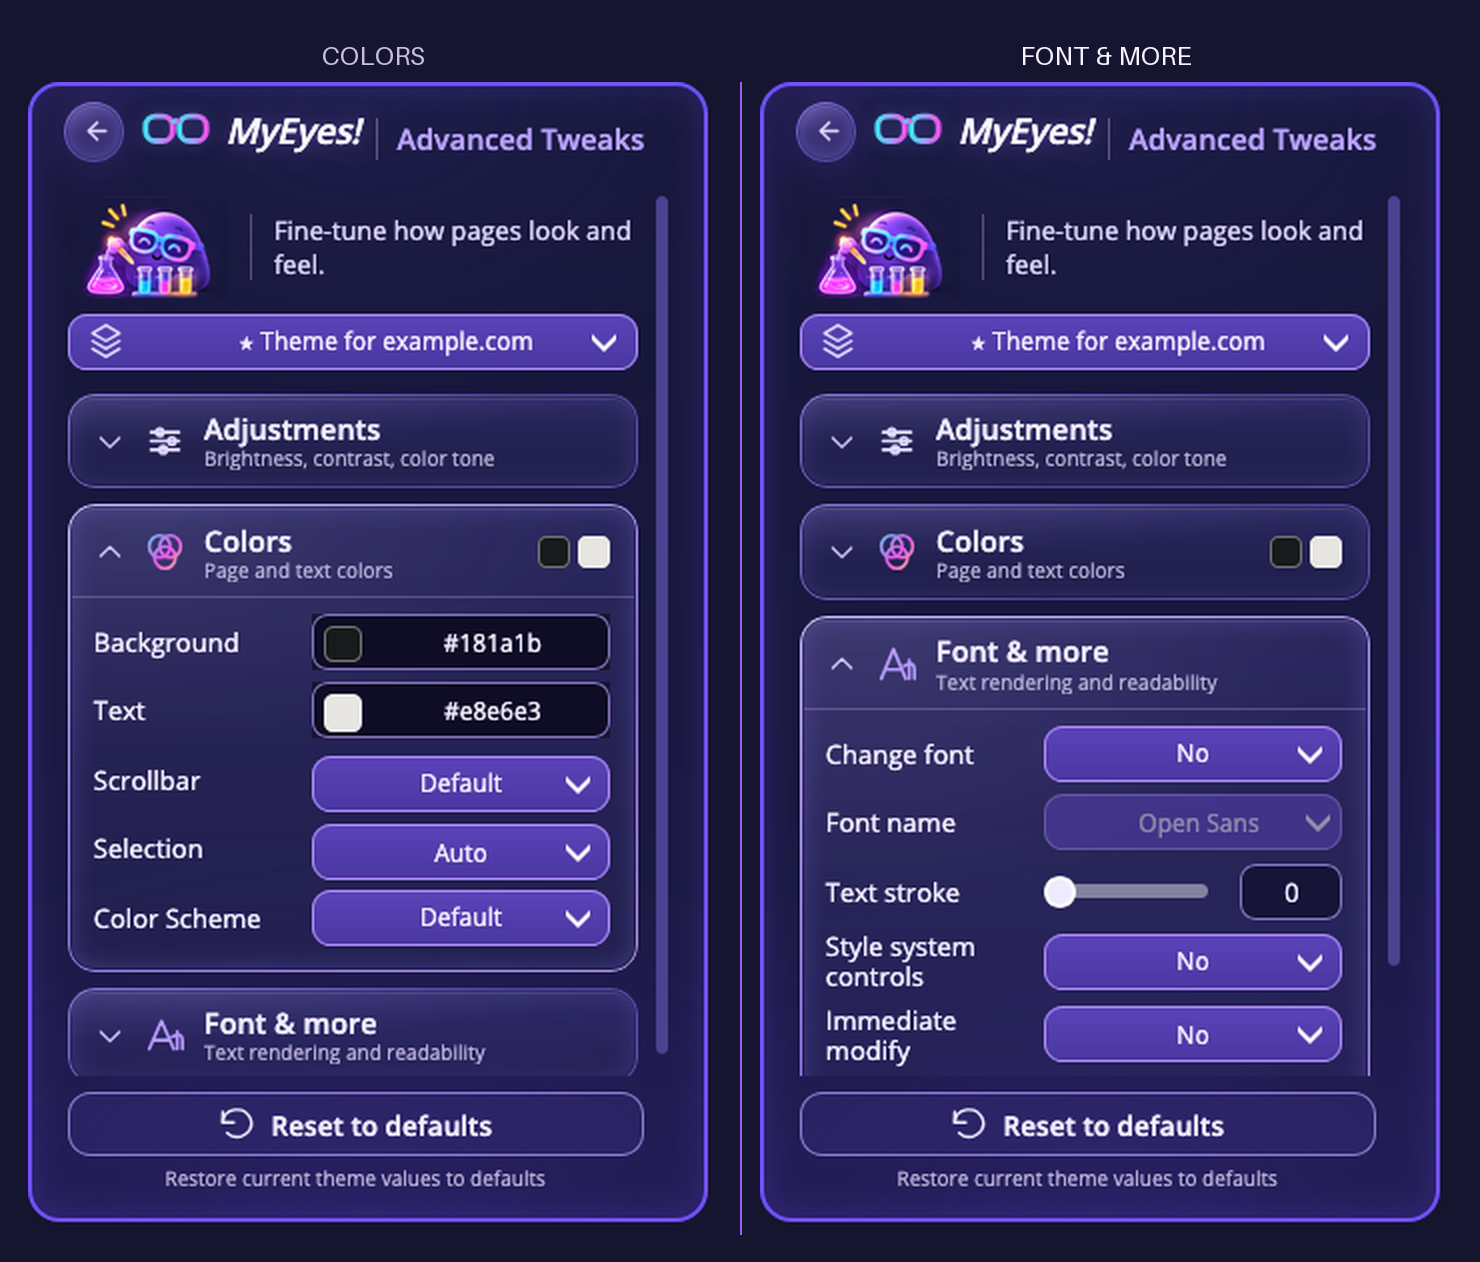 COLORS
MyEyes!
Advanced Tweaks
Fine-tune how pages look and
feel.
★ Theme for example.com
Adjustments
Brightness, contrast, color tone
Colors
Page and text colors
Background
#181a1b
Text
#e8e6e3
Scrollbar
Default
Selection
Auto
Color Scheme
Default
Font & more
Text rendering and readability
Reset to defaults
Restore current theme values to defaults
FONT & MORE
MyEyes!
Advanced Tweaks
Fine-tune how pages look and
feel.
★ Theme for example.com
Adjustments
Brightness, contrast, color tone
Colors
Page and text colors
Font & more
Text rendering and readability
Change font
No
Font name
Open Sans
Text stroke
0
Style system
controls
No
Immediate
modify
No
Reset to defaults
Restore current theme values to defaults